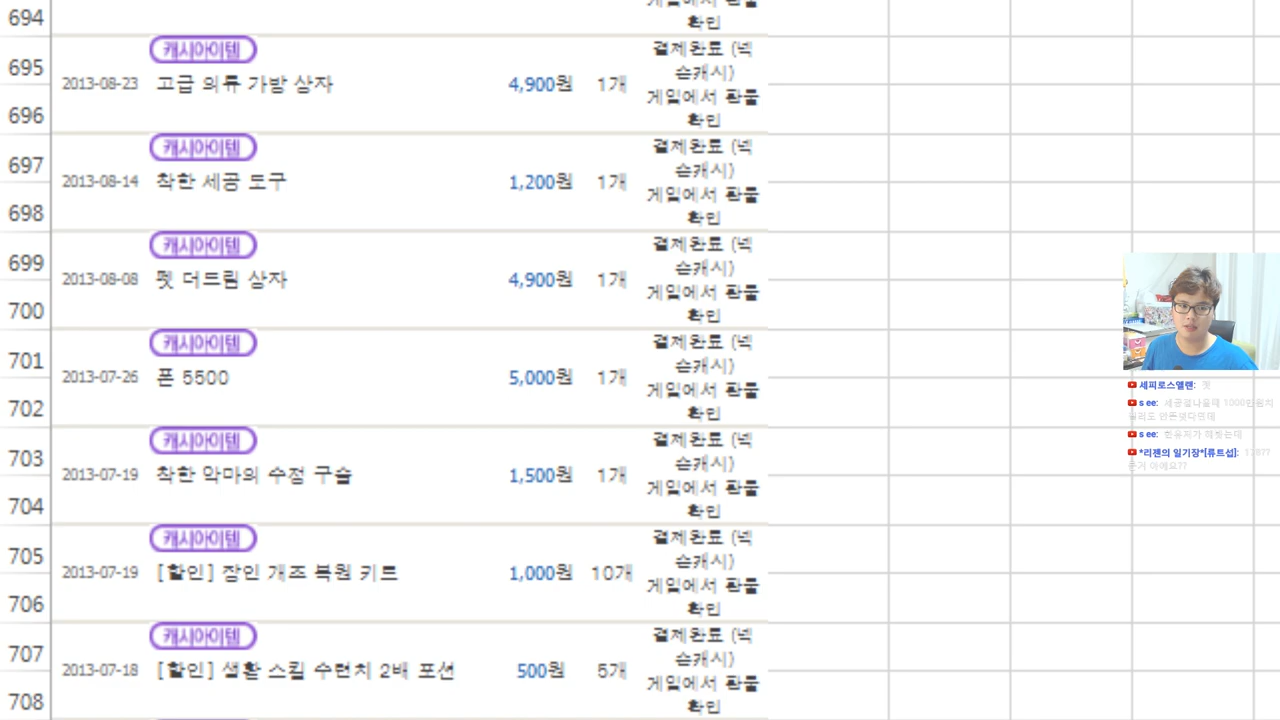 694
확인
695
696
캐시아이템
2013-08-23 고급 의류 가방 상자 4,900원 1개
결제완료 (넥
슨캐시)
게임에서 환불
확인
697
698
캐시아이템
2013-08-14 착한 세공 도구 1,200원 1개
결제완료 (넥
슨캐시)
게임에서 환불
확인
699
700
캐시아이템
2013-08-08 펫 더드림 상자 4,900원 1개
결제완료 (넥
슨캐시)
게임에서 환불
확인
701
702
캐시아이템
2013-07-26 폰 5500 5,000원 1개
결제완료 (넥
슨캐시)
게임에서 환불
확인
703
704
캐시아이템
2013-07-19 착한 악마의 수정 구슬 1,500원 1개
결제완료 (넥
슨캐시)
게임에서 환불
확인
705
706
캐시아이템
2013-07-19 [할인] 장인 개조 복원 키트 1,000원 10개
결제완료 (넥
슨캐시)
게임에서 환불
확인
707
708
캐시아이템
2013-07-18 [할인] 생활 스킬 수련치 2배 포션 500원 5개
결제완료 (넥
슨캐시)
게임에서 환불
확인
세피로스앨랜:
s ee:
s ee:
*리젠의 일기장*[류트섭]: